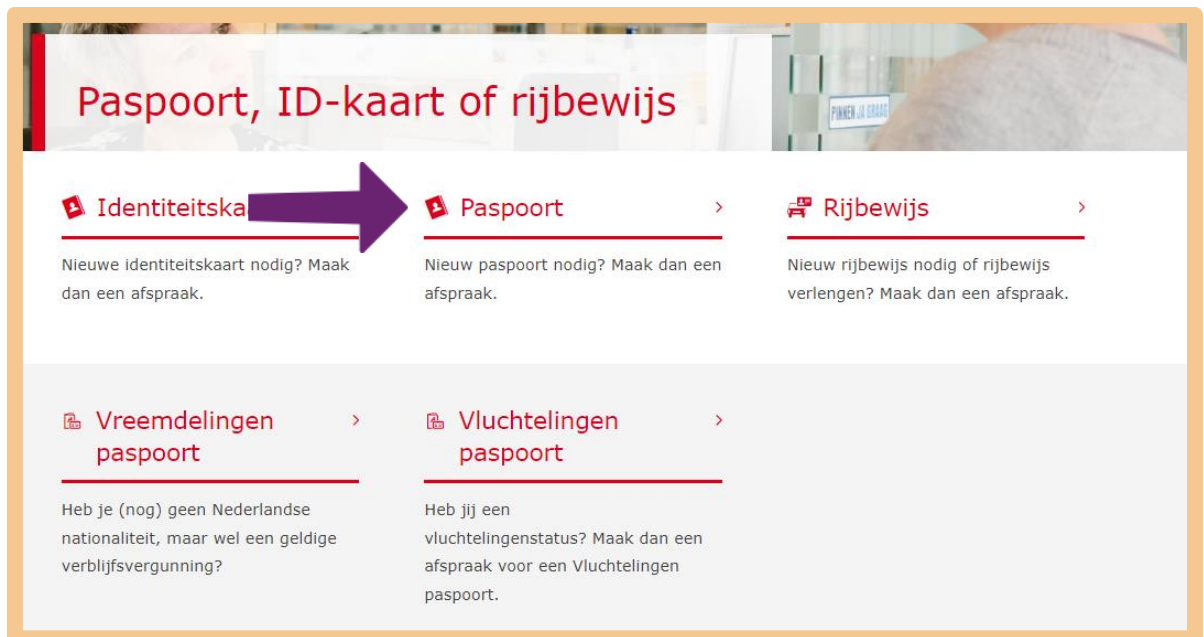 Paspoort, ID-kaart of rijbewijs
PINNEN JA GRAAG
Identiteitska
Paspoort
Rijbewijs
Nieuwe identiteitskaart nodig? Maak
dan een afspraak.
Nieuw paspoort nodig? Maak dan een
afspraak.
Nieuw rijbewijs nodig of rijbewijs
verlengen? Maak dan een afspraak.
Vreemdelingen
paspoort
Vluchtelingen
paspoort
Heb je (nog) geen Nederlandse
nationaliteit, maar wel een geldige
verblijfsvergunning?
Heb jij een
vluchtelingenstatus? Maak dan een
afspraak voor een Vluchtelingen
paspoort.